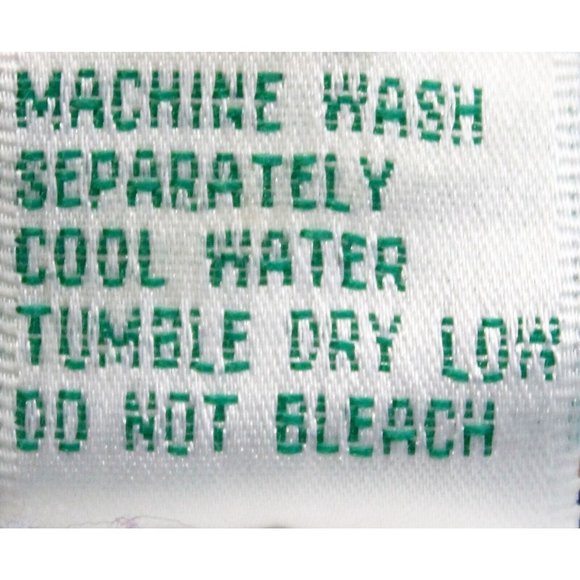 MACHINE WASH
SEPARATELY
COOL WATER
TUMBLE DRY LOW
DO NOT BLEACH